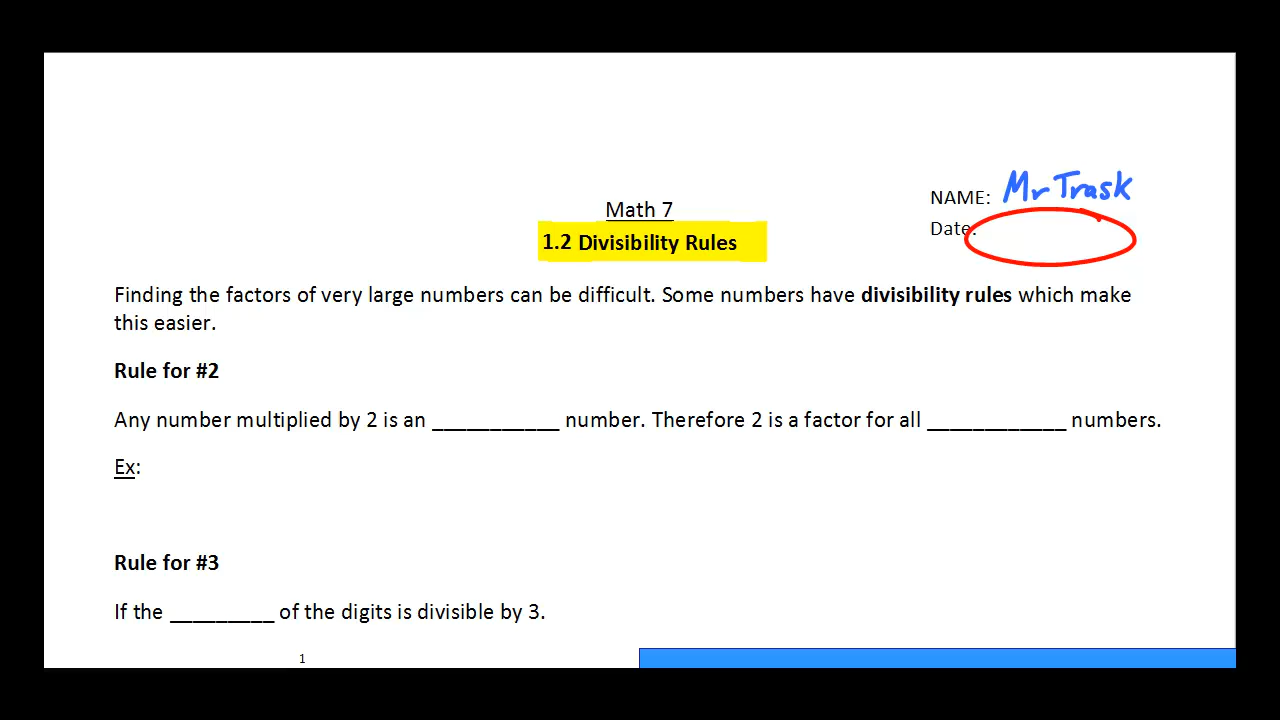 NAME: Mr Trask
Math 7
Date:
1.2 Divisibility Rules
Finding the factors of very large numbers can be difficult. Some numbers have divisibility rules which make
this easier.
Rule for #2
Any number multiplied by 2 is an ___________ number. Therefore 2 is a factor for all ____________ numbers.
Ex:
Rule for #3
If the _________ of the digits is divisible by 3.
1